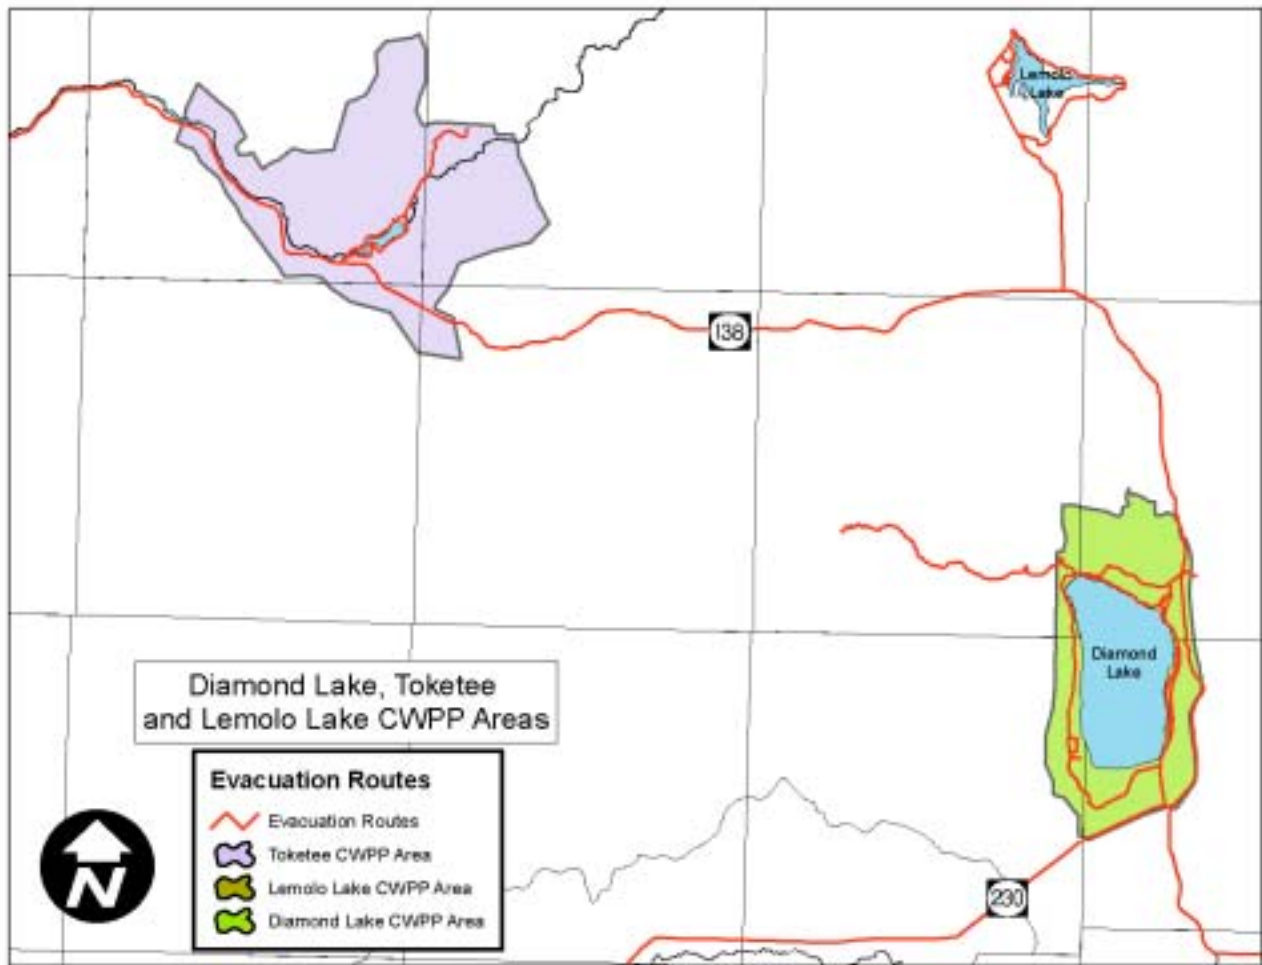 Lemolo
Lake
138
Diamond
Lake
Diamond Lake, Toketee
and Lemolo Lake CWPP Areas
Evacuation Routes
Evacuation Routes
Toketee CWPP Area
Lemolo Lake CWPP Area
Diamond Lake CWPP Area
N
230